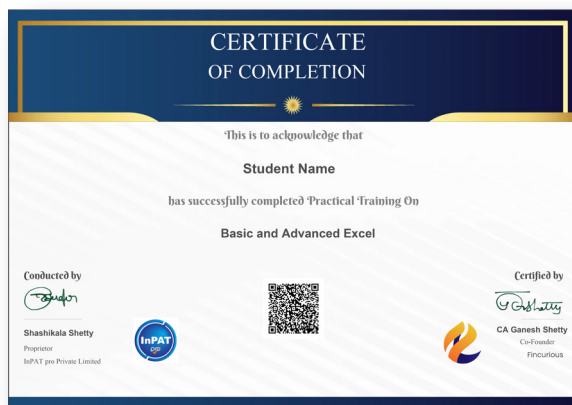 CERTIFICATE
OF COMPLETION
This is to acknowledge that
Student Name
has successfully completed Practical Training On
Basic and Advanced Excel
Conducted by
Shashikala Shetty
Proprietor
InPAT pro Private Limited
InPAT
pro
Certified by
CA Ganesh Shetty
Co-Founder
Fincurious